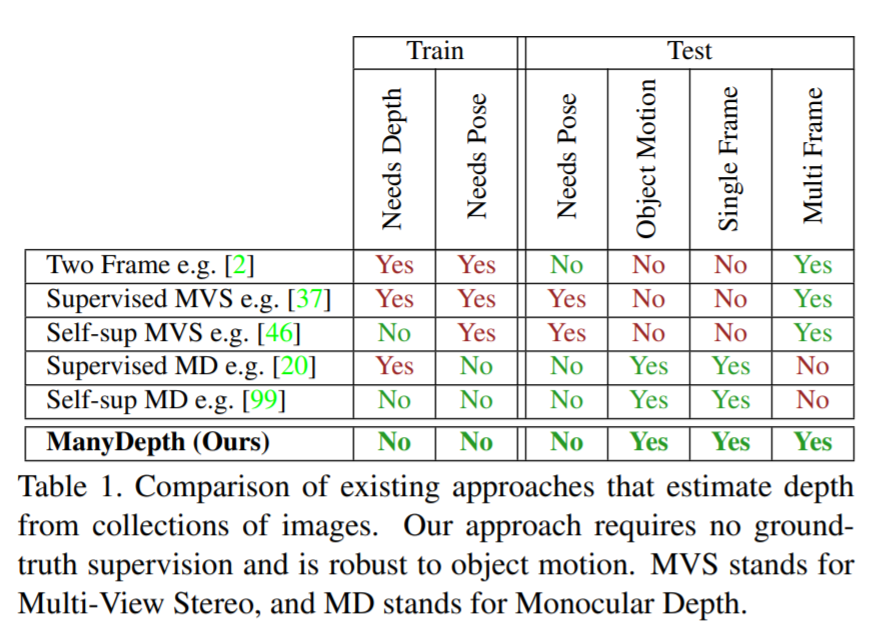 Train Test
Needs Depth Needs Pose Needs Pose Object Motion Single Frame Multi Frame
Two Frame e.g. [2] Yes Yes No No No Yes
Supervised MVS e.g. [37] Yes Yes Yes No No Yes
Self-sup MVS e.g. [46] No Yes Yes No No Yes
Supervised MD e.g. [20] Yes No No Yes Yes No
Self-sup MD e.g. [99] No No No Yes Yes No
ManyDepth (Ours) No No No Yes Yes Yes
Table 1. Comparison of existing approaches that estimate depth
from collections of images. Our approach requires no ground-
truth supervision and is robust to object motion. MVS stands for
Multi-View Stereo, and MD stands for Monocular Depth.